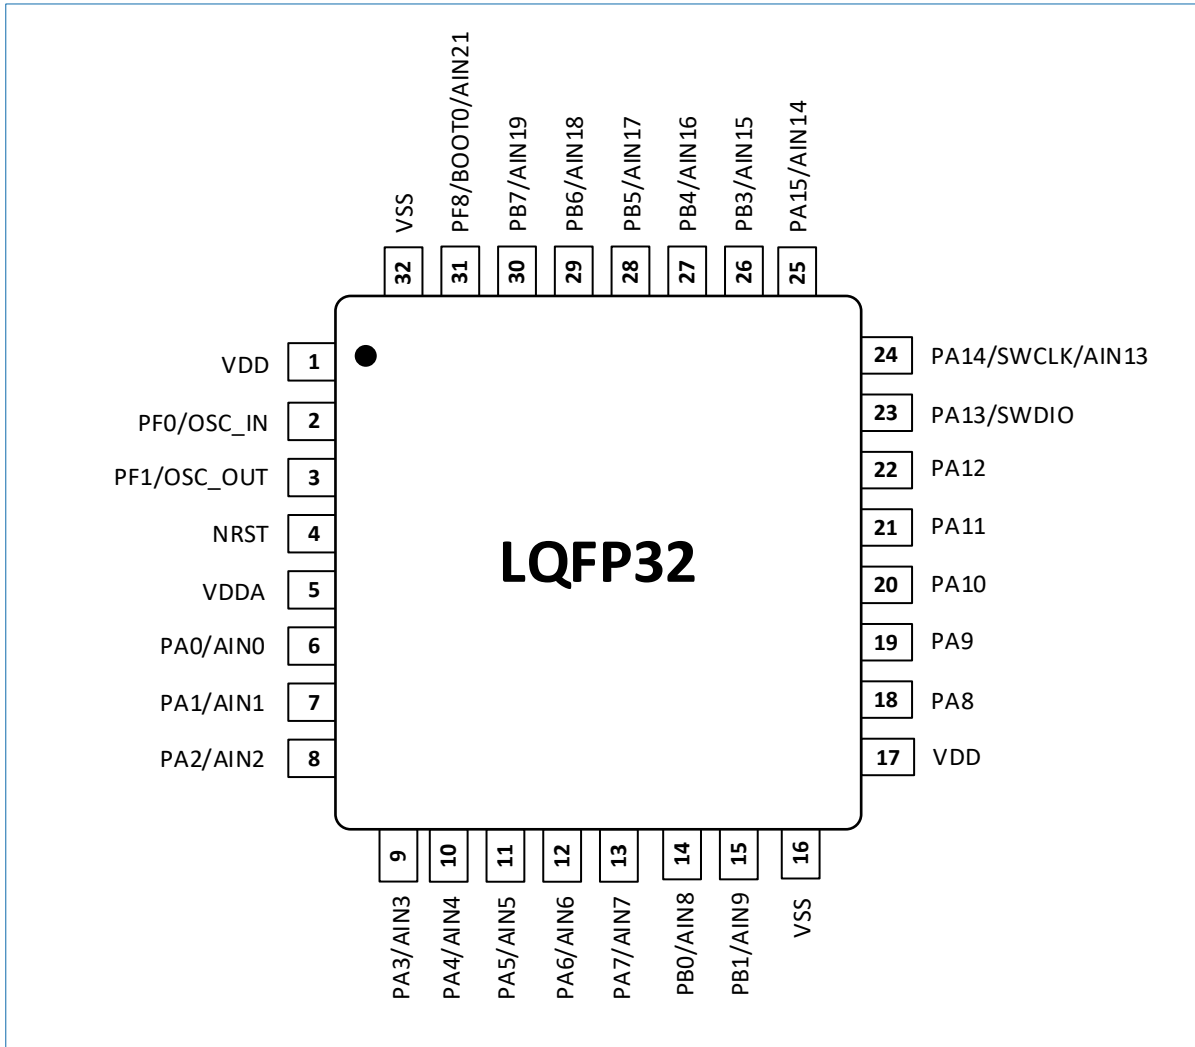 VSS
PF8/BOOT0/AIN21
PB7/AIN19
PB6/AIN18
PB5/AIN17
PB4/AIN16
PB3/AIN15
PA15/AIN14
32
31
30
29
28
27
26
25
VDD 1
PF0/OSC_IN 2
PF1/OSC_OUT 3
NRST 4
VDDA 5
PA0/AIN0 6
PA1/AIN1 7
PA2/AIN2 8
LQFP32
24 PA14/SWCLK/AIN13
23 PA13/SWDIO
22 PA12
21 PA11
20 PA10
19 PA9
18 PA8
17 VDD
9
10
11
12
13
14
15
16
PA3/AIN3
PA4/AIN4
PA5/AIN5
PA6/AIN6
PA7/AIN7
PB0/AIN8
PB1/AIN9
VSS